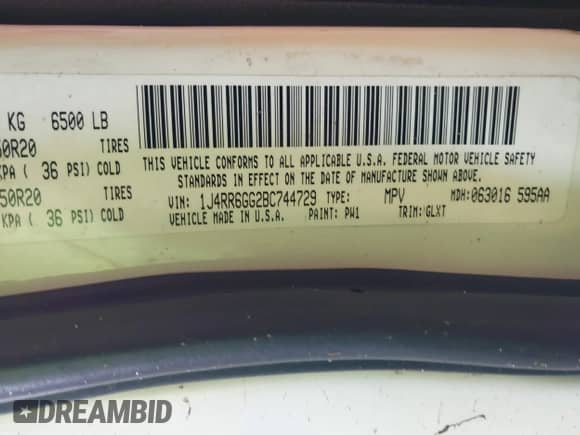 KG 6500 LB
50R20 TIRES
KPA ( 36 PSI) COLD
50R20 TIRES
KPA ( 36 PSI) COLD
THIS VEHICLE CONFORMS TO ALL APPLICABLE U.S.A. FEDERAL MOTOR VEHICLE SAFETY
STANDARDS IN EFFECT ON THE DATE OF MANUFACTURE SHOWN ABOVE.
VIN: 1J4RR6GG2BC744729 TYPE: MPV MDH: 063016 595AA
VEHICLE MADE IN U.S.A. PAINT: PW1 TRIM: GLXT
DREAMBID